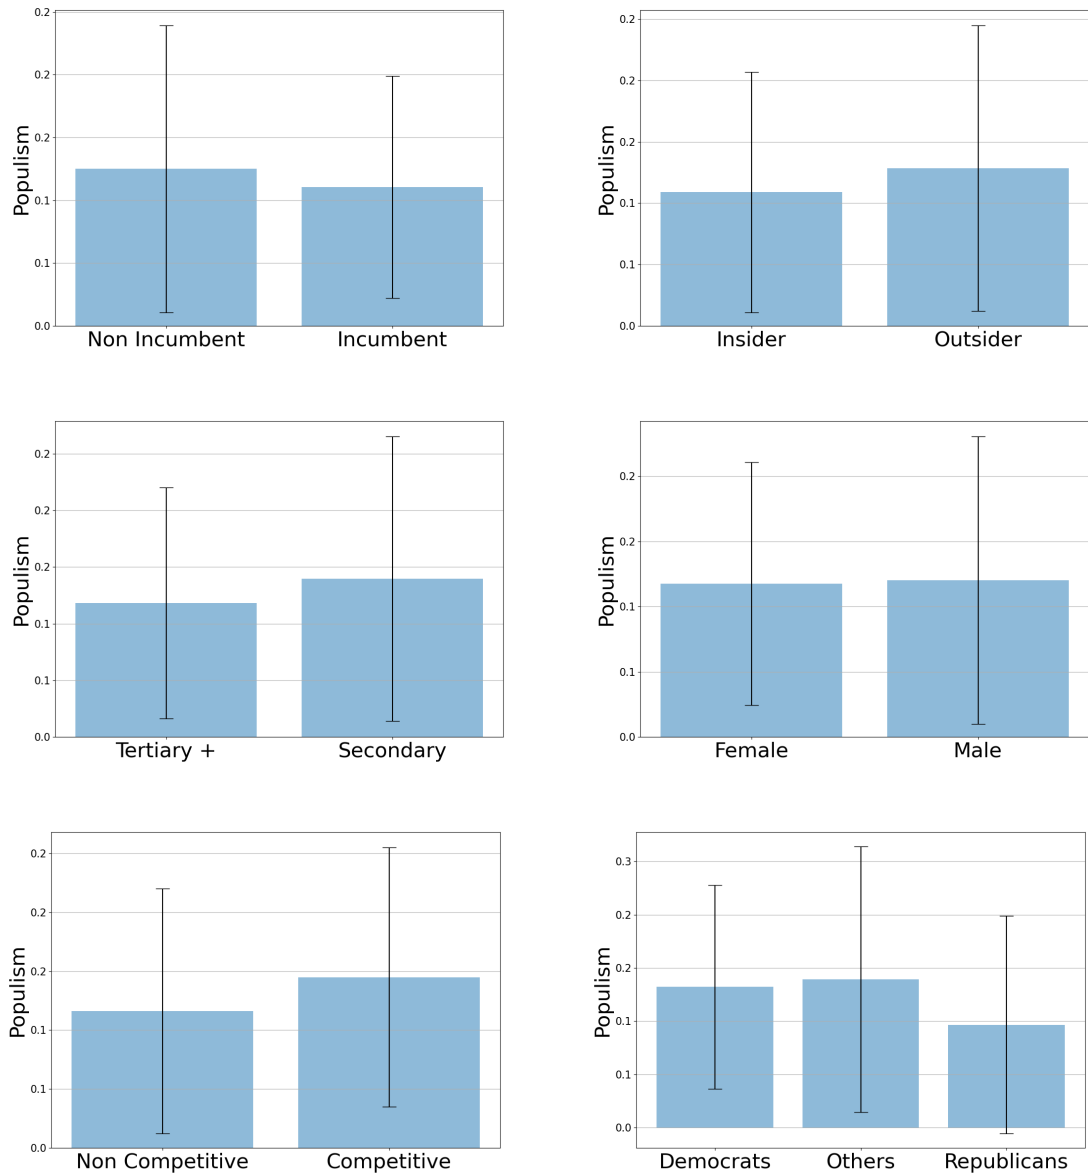 0.2
0.2
0.2
0.1
0.1
0.0
Populism
Non Incumbent Incumbent
0.2
0.2
0.2
0.1
0.1
0.0
Populism
Insider Outsider
0.2
0.2
0.2
0.1
0.1
0.0
Populism
Tertiary + Secondary
0.2
0.2
0.1
0.1
0.0
Populism
Female Male
0.2
0.2
0.2
0.1
0.1
0.0
Populism
Non Competitive Competitive
0.3
0.2
0.2
0.1
0.1
0.0
Populism
Democrats Others Republicans